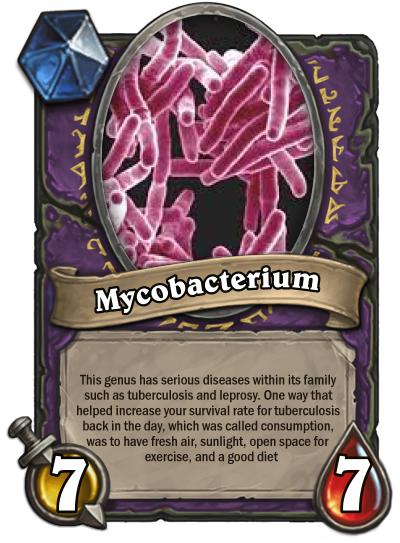 Mycobacterium
This genus has serious diseases within its family
such as tuberculosis and leprosy. One way that
helped increase your survival rate for tuberculosis
back in the day, which was called consumption,
was to have fresh air, sunlight, open space for
exercise, and a good diet
7
7